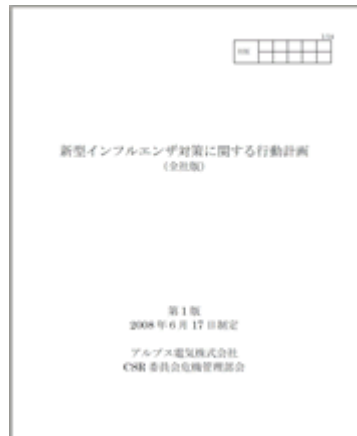 新型インフルエンザ対策に関する行動計画
(全社版)
第1版
2008年6月17日制定
アルプス電気株式会社
CSR委員会危機管理部会